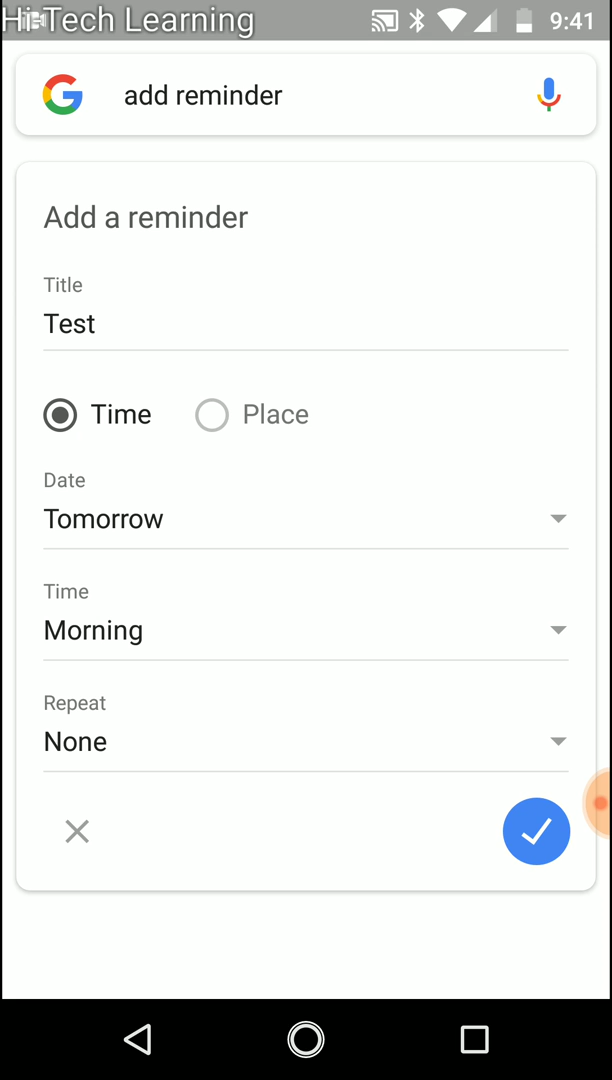 Hi-Tech Learning
9:41
add reminder
Add a reminder
Title
Test
Time Place
Date
Tomorrow
Time
Morning
Repeat
None